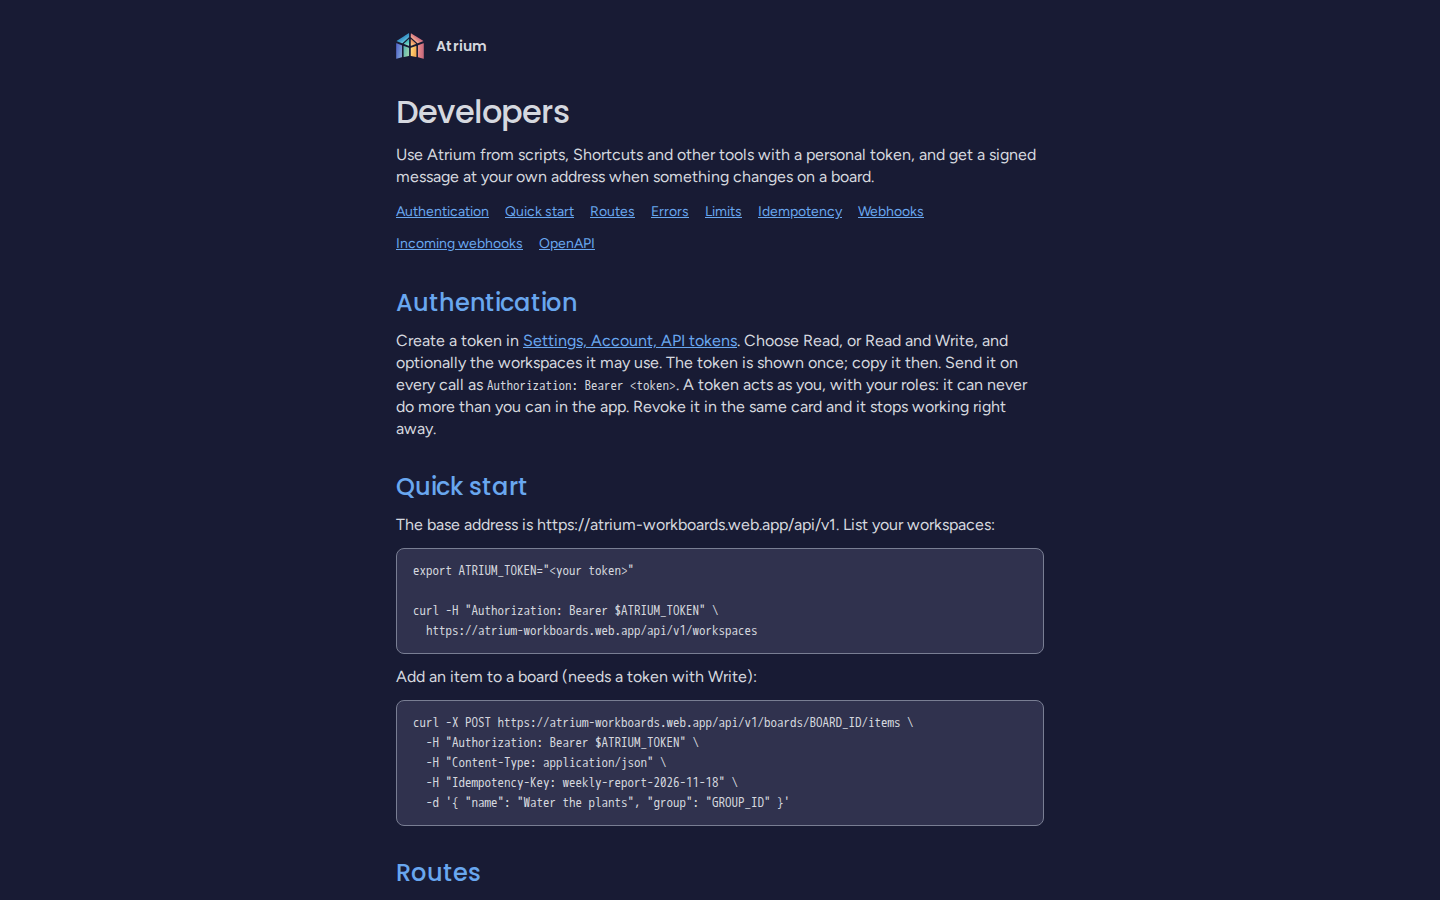 Atrium
Developers
Use Atrium from scripts, Shortcuts and other tools with a personal token, and get a signed
message at your own address when something changes on a board.
Authentication Quick start Routes Errors Limits Idempotency Webhooks
Incoming webhooks OpenAPI
Authentication
Create a token in Settings, Account, API tokens. Choose Read, or Read and Write, and
optionally the workspaces it may use. The token is shown once; copy it then. Send it on
every call as Authorization: Bearer <token>. A token acts as you, with your roles: it can never
do more than you can in the app. Revoke it in the same card and it stops working right
away.
Quick start
The base address is https://atrium-workboards.web.app/api/v1. List your workspaces:
export ATRIUM_TOKEN="<your token>"
curl -H "Authorization: Bearer $ATRIUM_TOKEN" \
  https://atrium-workboards.web.app/api/v1/workspaces
Add an item to a board (needs a token with Write):
curl -X POST https://atrium-workboards.web.app/api/v1/boards/BOARD_ID/items \
  -H "Authorization: Bearer $ATRIUM_TOKEN" \
  -H "Content-Type: application/json" \
  -H "Idempotency-Key: weekly-report-2026-11-18" \
  -d '{ "name": "Water the plants", "group": "GROUP_ID" }'
Routes